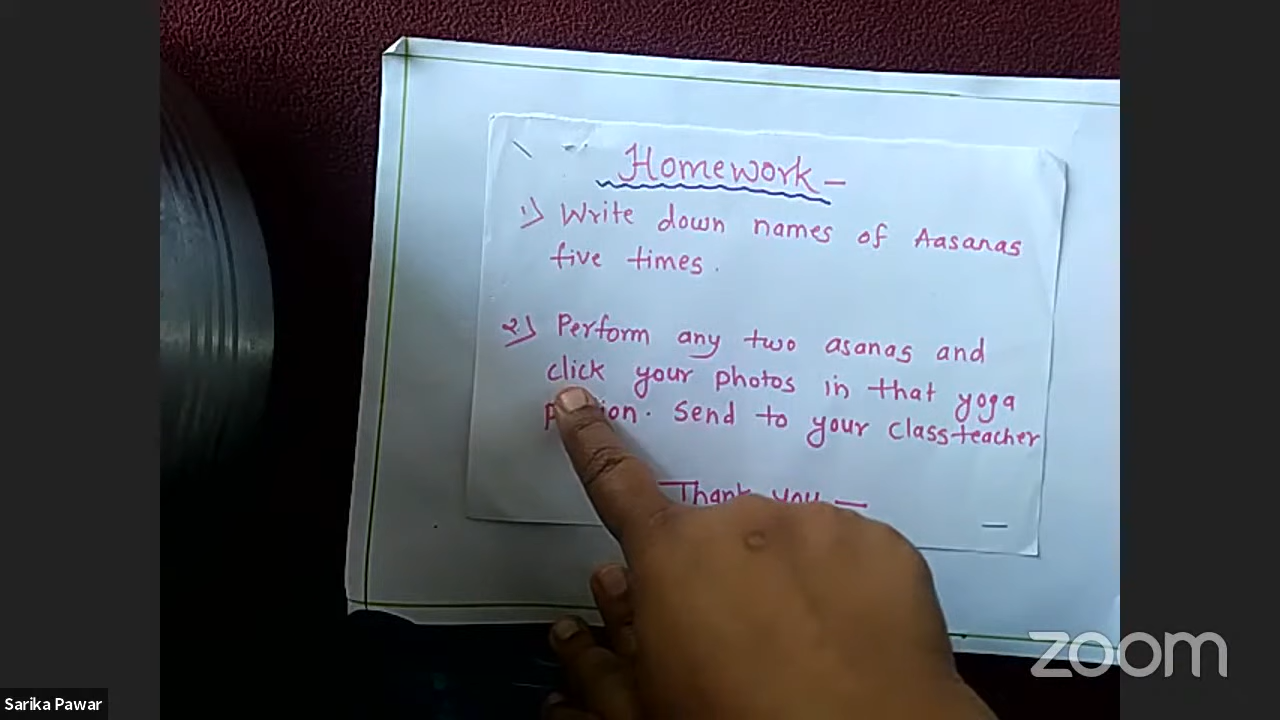 Homework -
1) Write down names of Aasanas
five times.
२) Perform any two asanas and
click your photos in that yoga
Send to your classteacher
Thank you -
zoom
Sarika Pawar